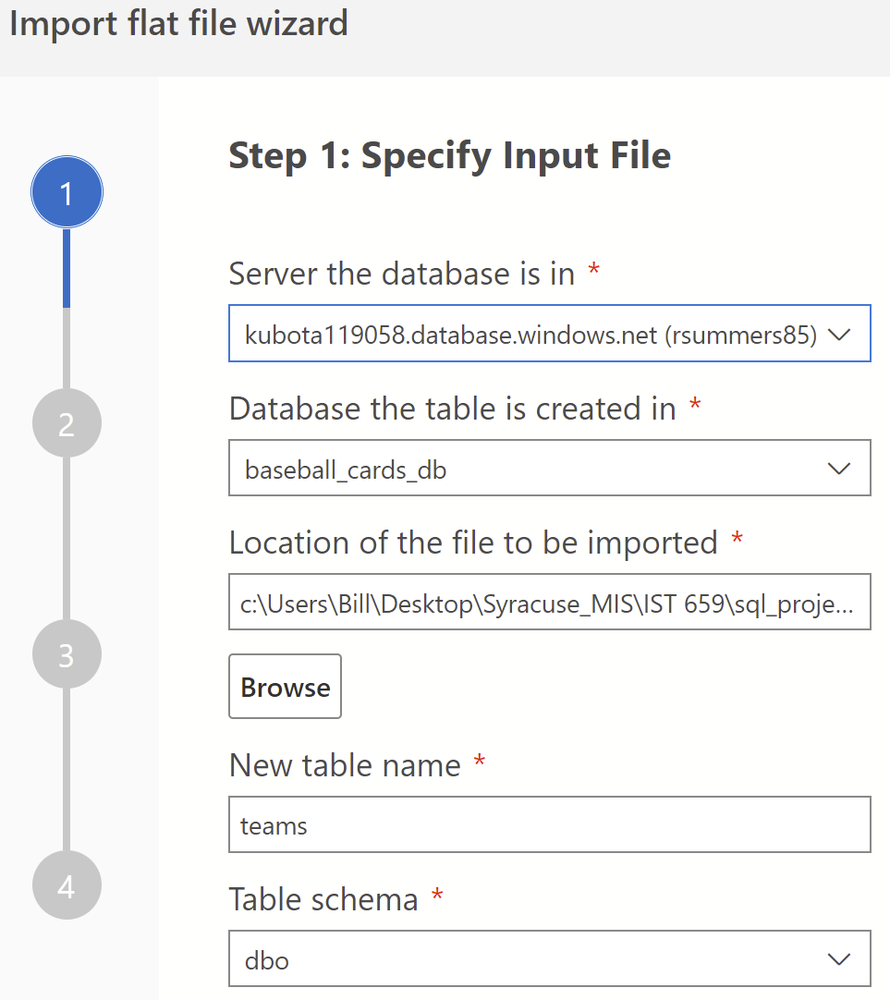 Import flat file wizard
Step 1: Specify Input File
1
Server the database is in *
kubota119058.database.windows.net (rsummers85)
Database the table is created in *
2
baseball_cards_db
Location of the file to be imported *
c:\Users\Bill\Desktop\Syracuse_MIS\IST 659\sql_proje...
3
Browse
New table name *
teams
4
Table schema *
dbo